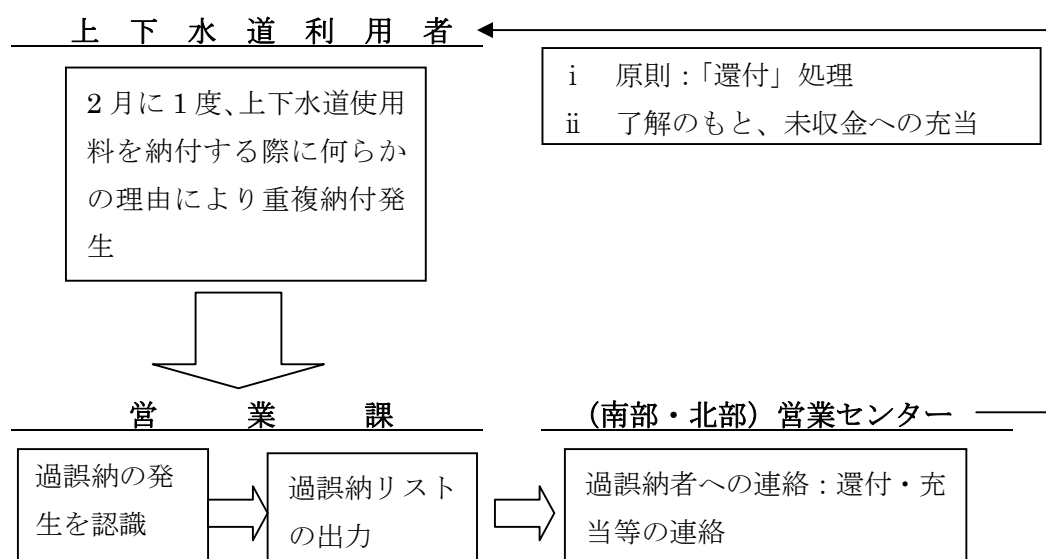 上下水道利用者
ⅰ 原則：「還付」処理
ⅱ 了解のもと、未収金への充当
2月に1度、上下水道使用
料を納付する際に何らか
の理由により重複納付発
生
営業課
(南部・北部）営業センター
過誤納の発
生を認識
過誤納リスト
の出力
過誤納者への連絡：還付・充
当等の連絡